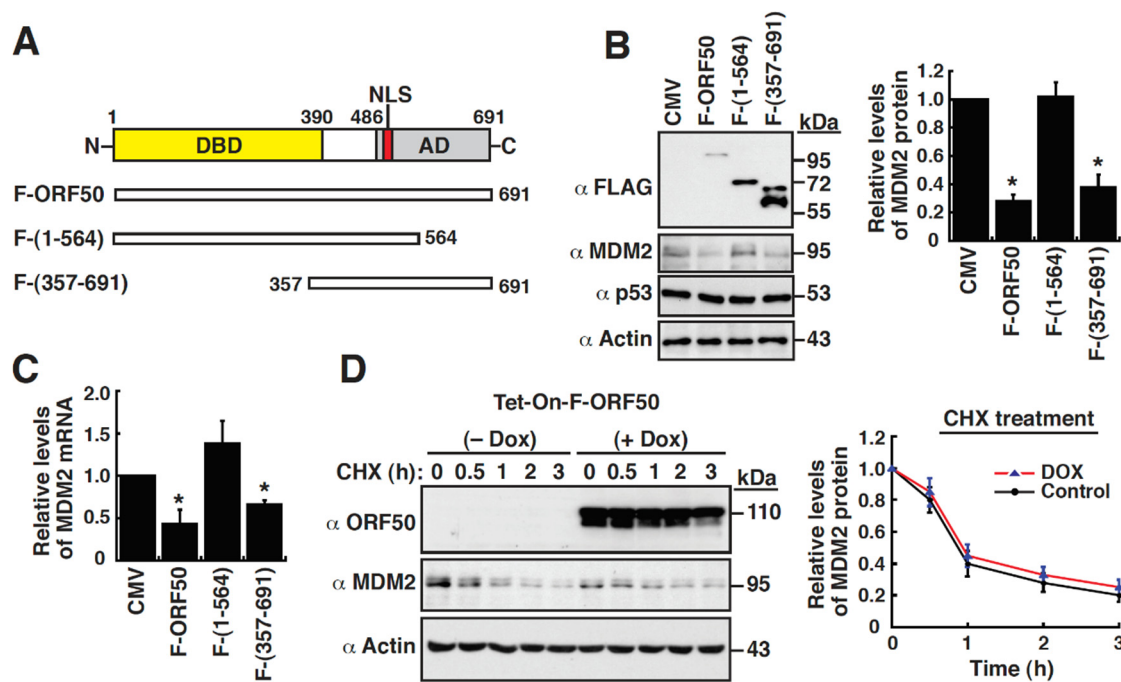 A
1 390 486 NLS 691
N DBD AD C
F-ORF50 691
F-(1-564) 564
F-(357-691) 357 691
B
CMV F-ORF50 F-(1-564) F-(357-691) kDa
α FLAG 95 72 55
α MDM2 95
α p53 53
α Actin 43
Relative levels
of MDM2 protein
1.2
1.0
0.8
0.6
0.4
0.2
0
* *
CMV F-ORF50 F-(1-564) F-(357-691)
C
Relative levels
of MDM2 mRNA
2.0
1.5
1.0
0.5
0
* *
CMV F-ORF50 F-(1-564) F-(357-691)
D
Tet-On-F-ORF50
(– Dox) (+ Dox)
CHX (h): 0 0.5 1 2 3 0 0.5 1 2 3 kDa
α ORF50 110
α MDM2 95
α Actin 43
CHX treatment
Relative levels
of MDM2 protein
1.2
1.0
0.8
0.6
0.4
0.2
0
DOX
Control
0 1 2 3
Time (h)